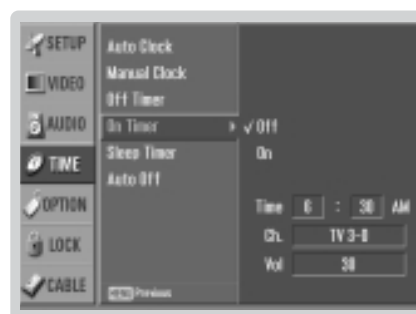 SETUP
VIDEO
AUDIO
TIME
OPTION
LOCK
CABLE
Auto Clock
Manual Clock
Off Timer
On Timer
Sleep Timer
Auto Off
MENU Previous
√ Off
On
Time 6 : 30 AM
Ch. TV 3-0
Vol 30